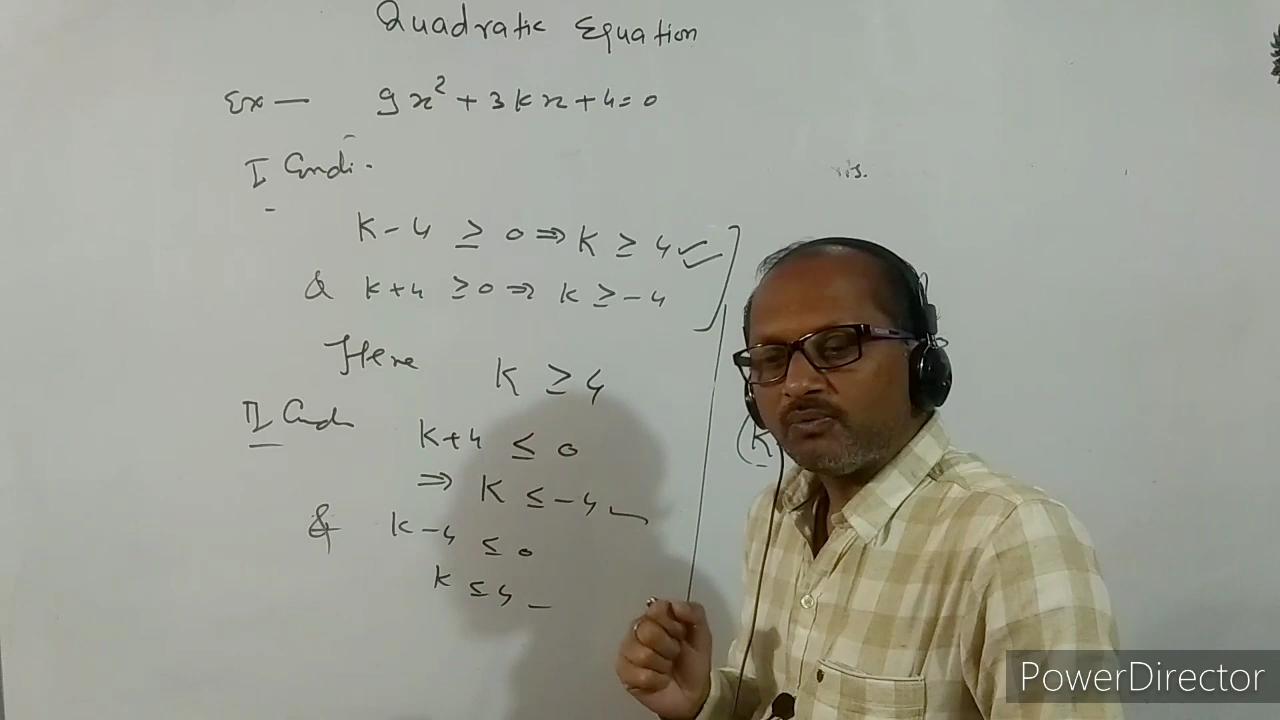 Quadratic Equation
Ex — 9x² + 3kx + 4 = 0
I Condi.
K - 4 ≥ 0 ⇒ K ≥ 4 ✓✓
& K + 4 ≥ 0 ⇒ K ≥ - 4
Here K ≥ 4
II Condi
K + 4 ≤ 0
⇒ K ≤ - 4
& K - 4 ≤ 0
K ≤ 4
(K
PowerDirector